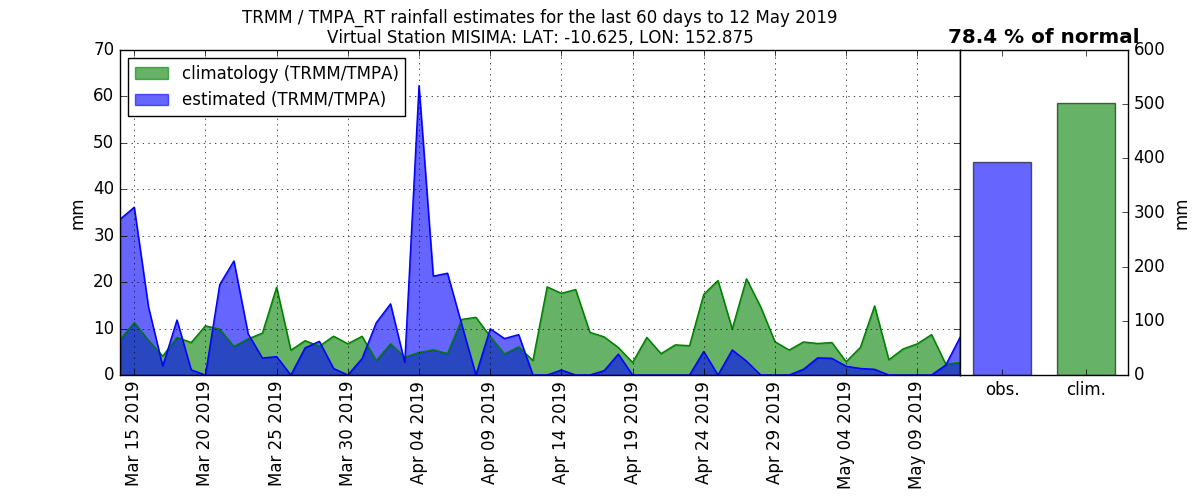 TRMM / TMPA_RT rainfall estimates for the last 60 days to 12 May 2019
Virtual Station MISIMA: LAT: -10.625, LON: 152.875
78.4 % of normal
climatology (TRMM/TMPA)
estimated (TRMM/TMPA)
70
60
50
40
30
20
10
0
mm
Mar 15 2019
Mar 20 2019
Mar 25 2019
Mar 30 2019
Apr 04 2019
Apr 09 2019
Apr 14 2019
Apr 19 2019
Apr 24 2019
Apr 29 2019
May 04 2019
May 09 2019
obs.
clim.
600
500
400
300
200
100
0
mm